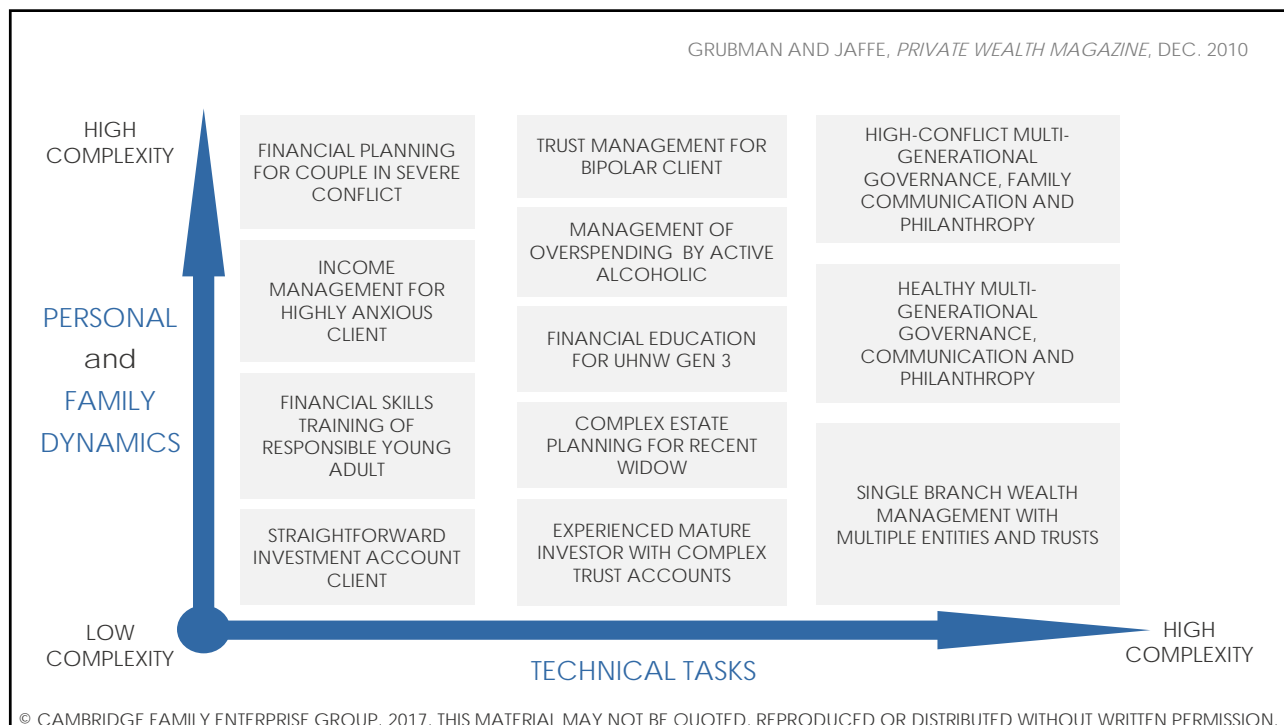 GRUBMAN AND JAFFE, PRIVATE WEALTH MAGAZINE, DEC. 2010
HIGH
COMPLEXITY
PERSONAL
and
FAMILY
DYNAMICS
LOW
COMPLEXITY
FINANCIAL PLANNING
FOR COUPLE IN SEVERE
CONFLICT
INCOME
MANAGEMENT FOR
HIGHLY ANXIOUS
CLIENT
FINANCIAL SKILLS
TRAINING OF
RESPONSIBLE YOUNG
ADULT
STRAIGHTFORWARD
INVESTMENT ACCOUNT
CLIENT
TRUST MANAGEMENT FOR
BIPOLAR CLIENT
MANAGEMENT OF
OVERSPENDING BY ACTIVE
ALCOHOLIC
FINANCIAL EDUCATION
FOR UHNW GEN 3
COMPLEX ESTATE
PLANNING FOR RECENT
WIDOW
EXPERIENCED MATURE
INVESTOR WITH COMPLEX
TRUST ACCOUNTS
HIGH-CONFLICT MULTI-
GENERATIONAL
GOVERNANCE, FAMILY
COMMUNICATION AND
PHILANTHROPY
HEALTHY MULTI-
GENERATIONAL
GOVERNANCE,
COMMUNICATION AND
PHILANTHROPY
SINGLE BRANCH WEALTH
MANAGEMENT WITH
MULTIPLE ENTITIES AND TRUSTS
TECHNICAL TASKS
HIGH
COMPLEXITY
© CAMBRIDGE FAMILY ENTERPRISE GROUP, 2017. THIS MATERIAL MAY NOT BE QUOTED, REPRODUCED OR DISTRIBUTED WITHOUT WRITTEN PERMISSION.